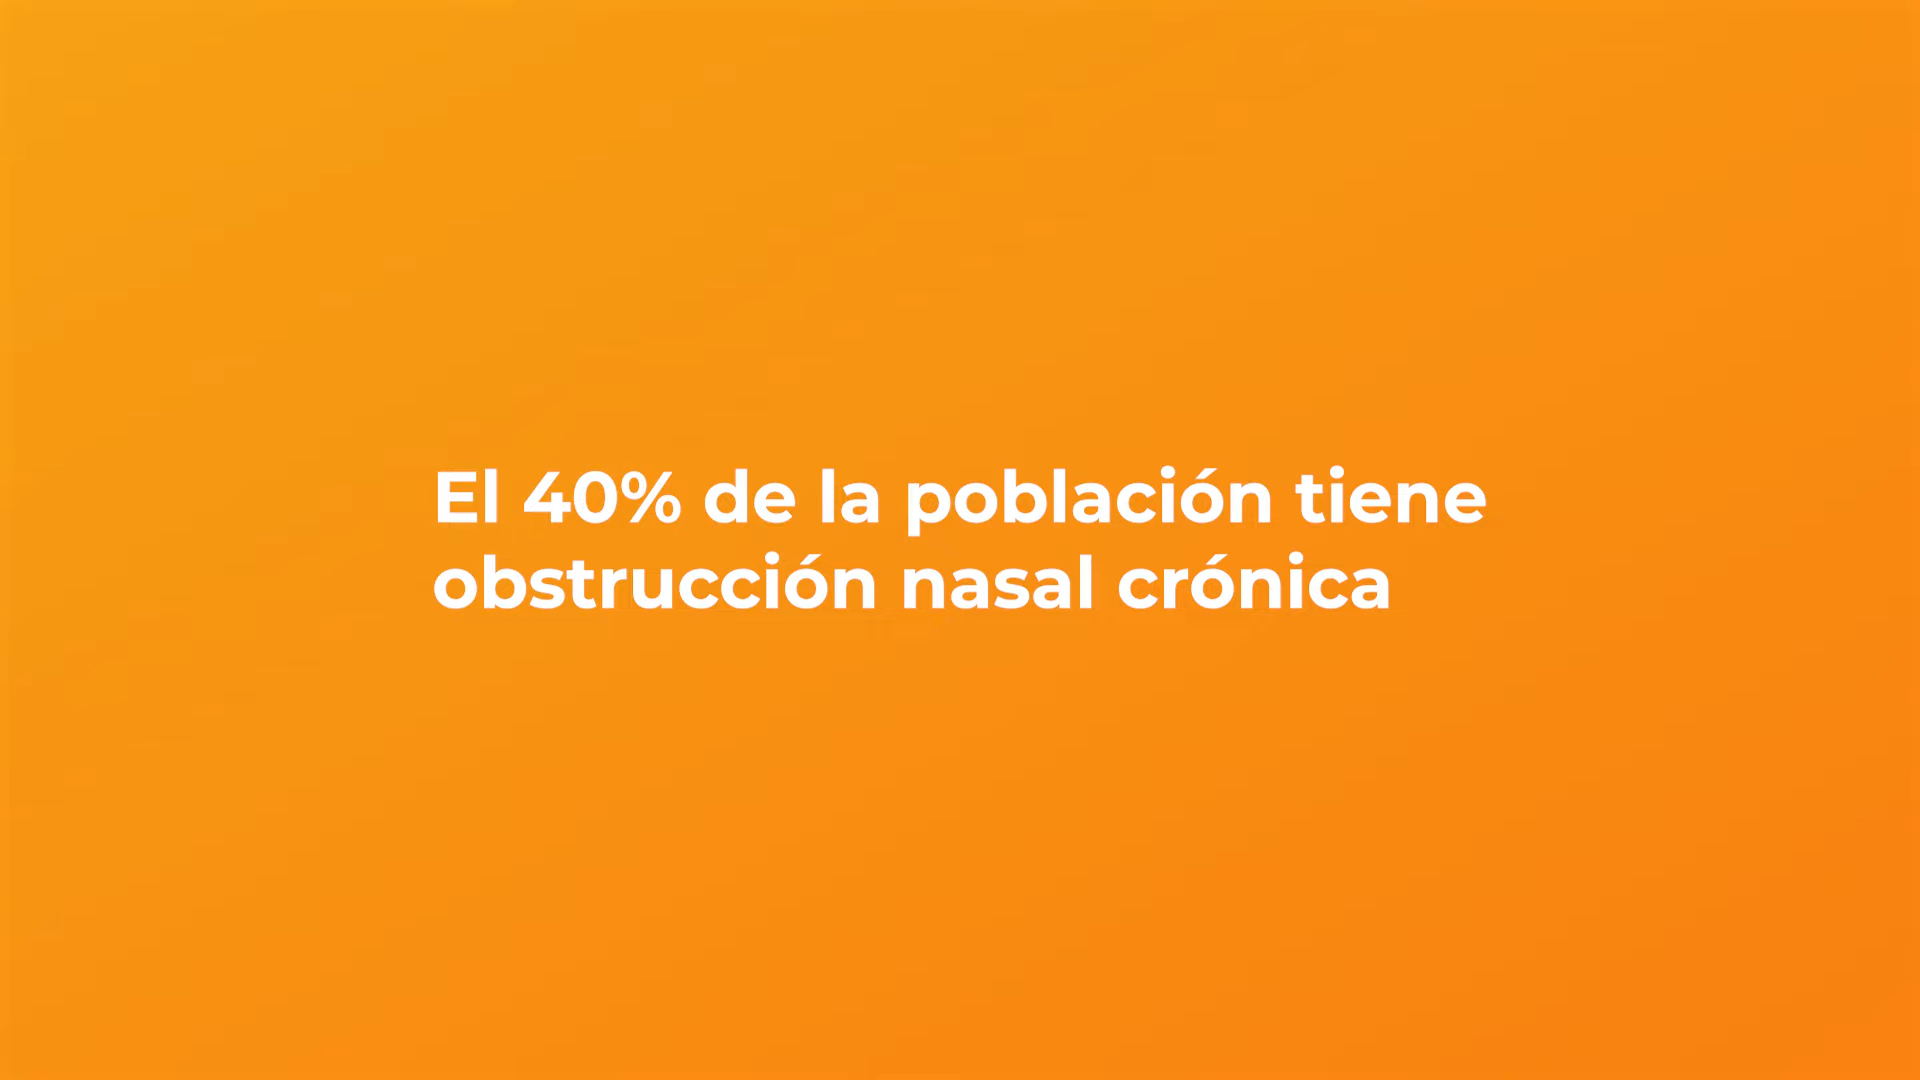 El 40% de la población tiene
obstrucción nasal crónica